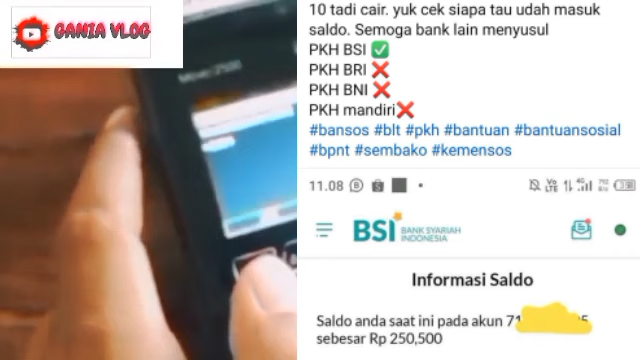 GANIA VLOG
10 tadi cair. yuk cek siapa tau udah masuk
saldo. Semoga bank lain menyusul
PKH BSI ✅
PKH BRI ❌
PKH BNI ❌
PKH mandiri❌
#bansos #blt #pkh #bantuan #bantuansosial
#bpnt #sembako #kemensos
11.08
BSI BANK SYARIAH
INDONESIA
Informasi Saldo
Saldo anda saat ini pada akun 71
sebesar Rp 250,500